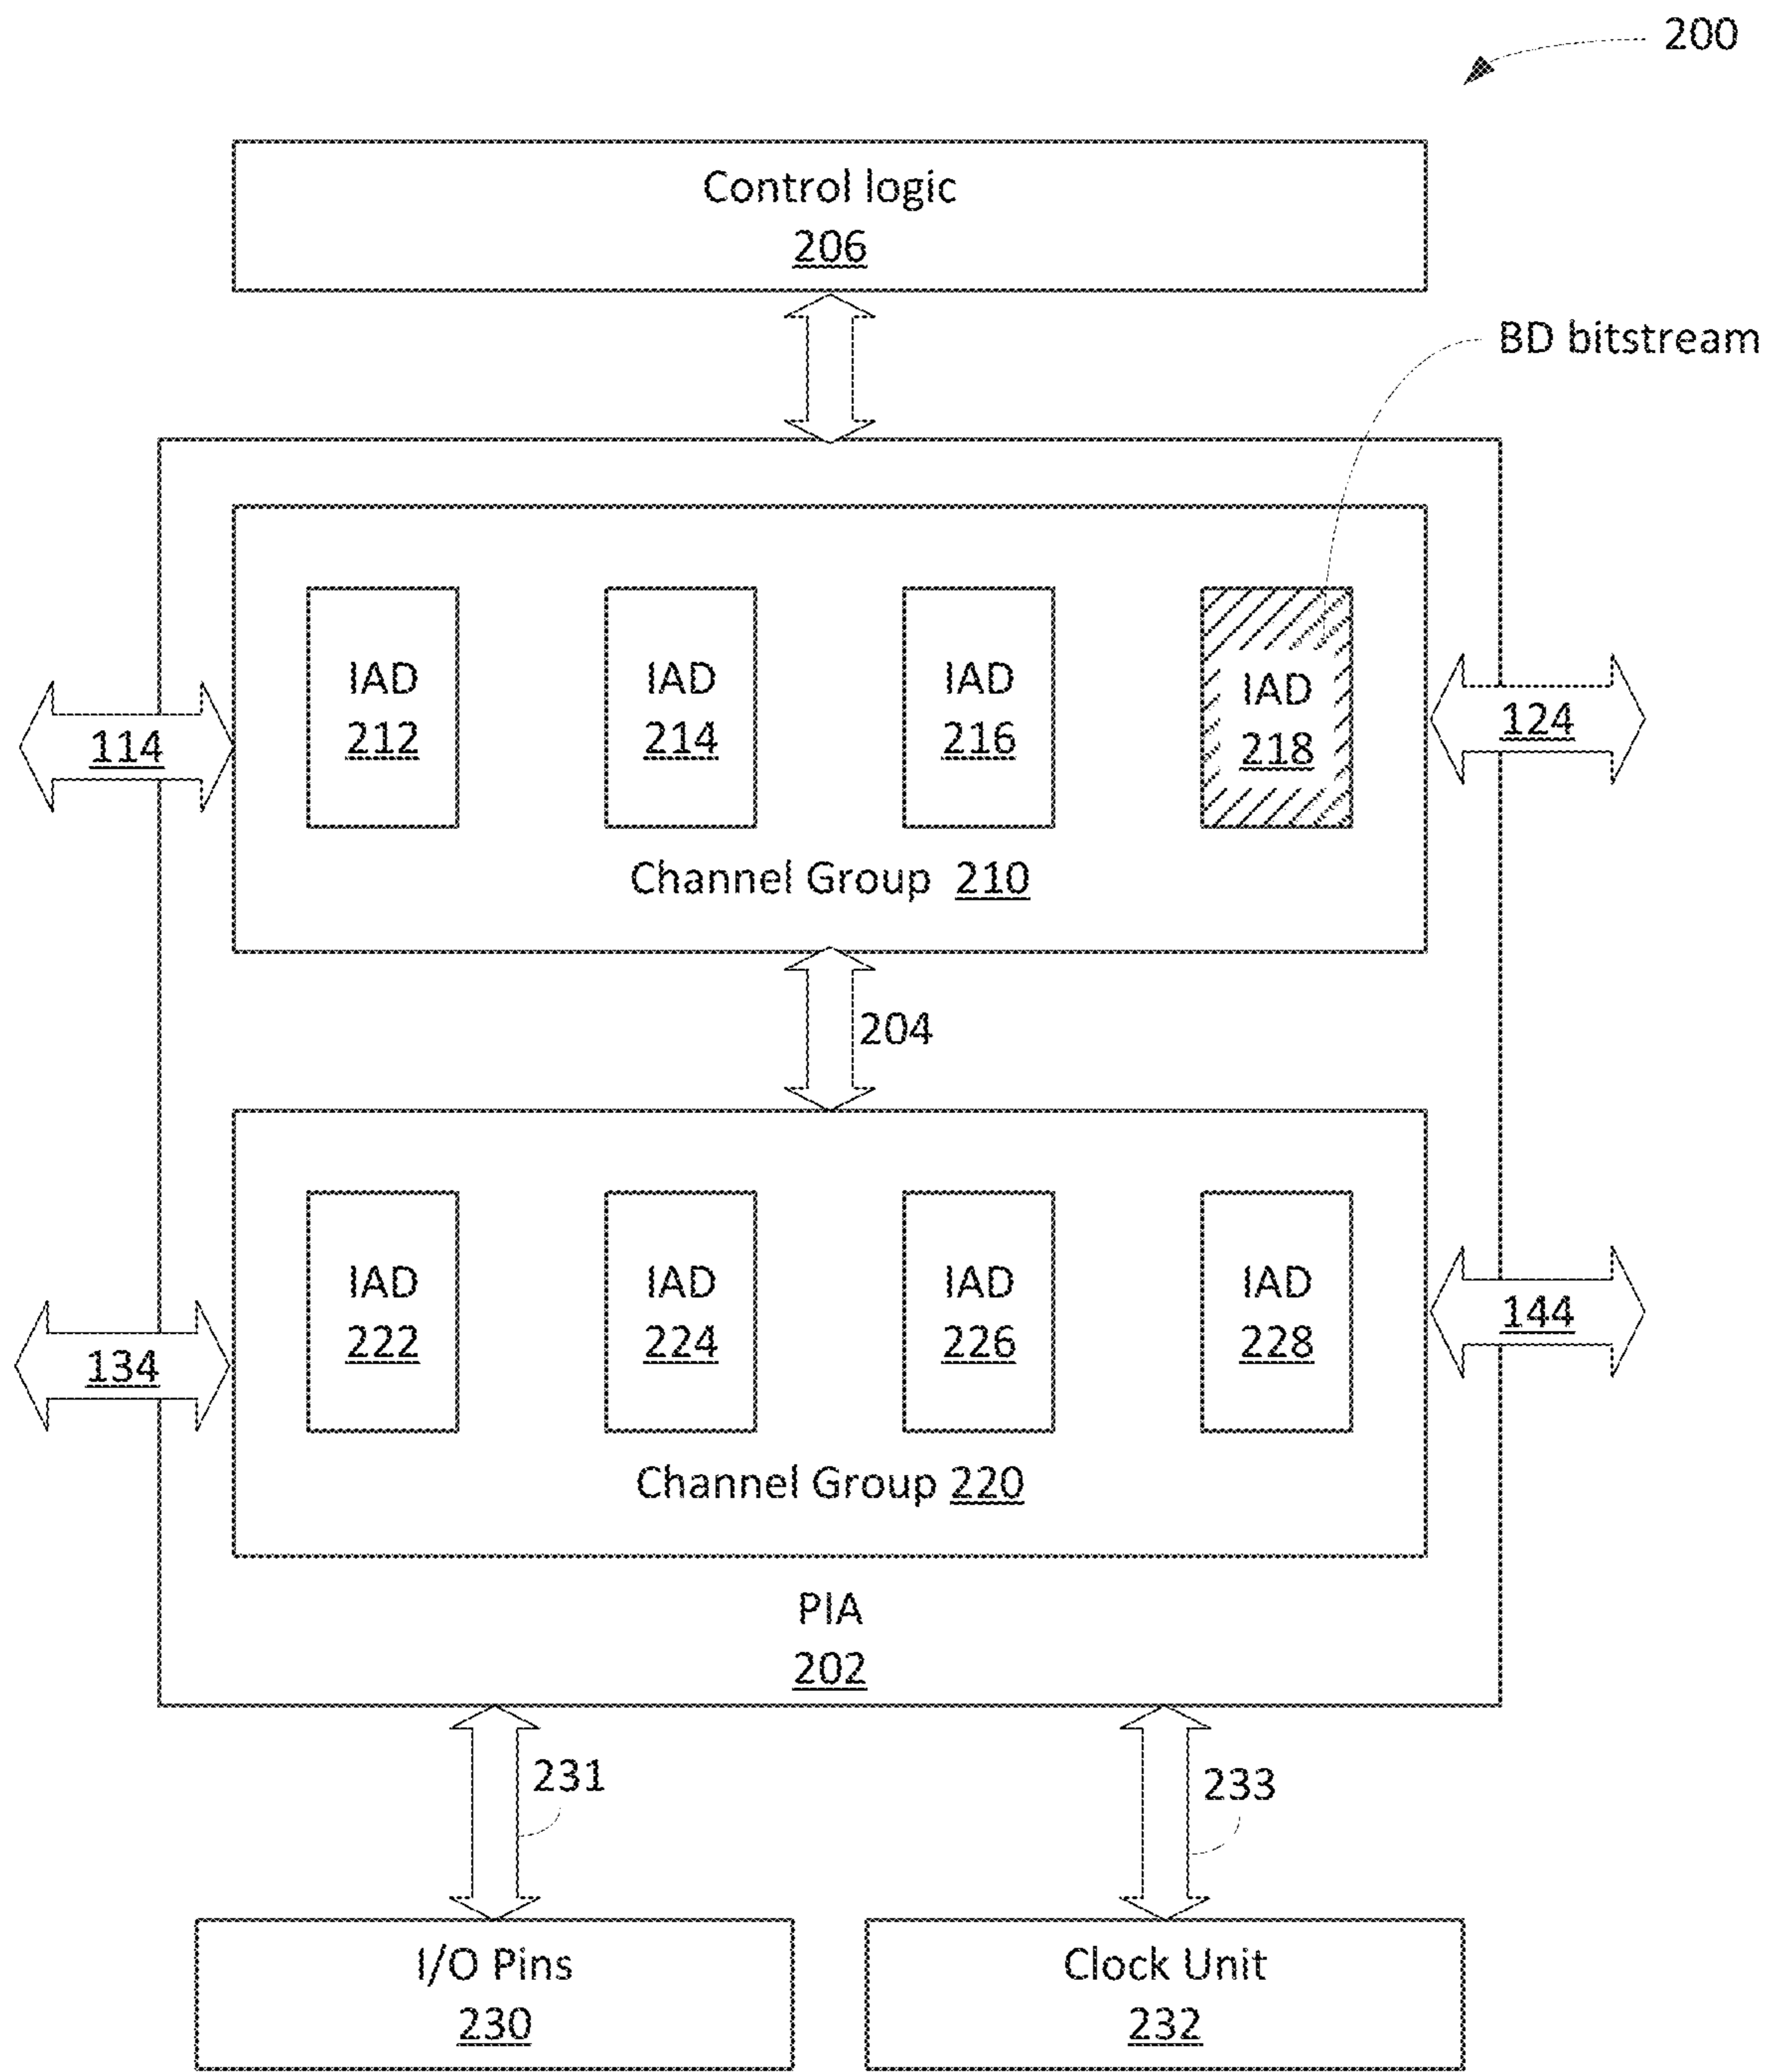 200
Control logic
206
BD bitstream
IAD
212
IAD
214
IAD
216
IAD
218
114
124
Channel Group 210
204
IAD
222
IAD
224
IAD
226
IAD
228
134
144
Channel Group 220
PIA
202
231
233
I/O Pins
230
Clock Unit
232